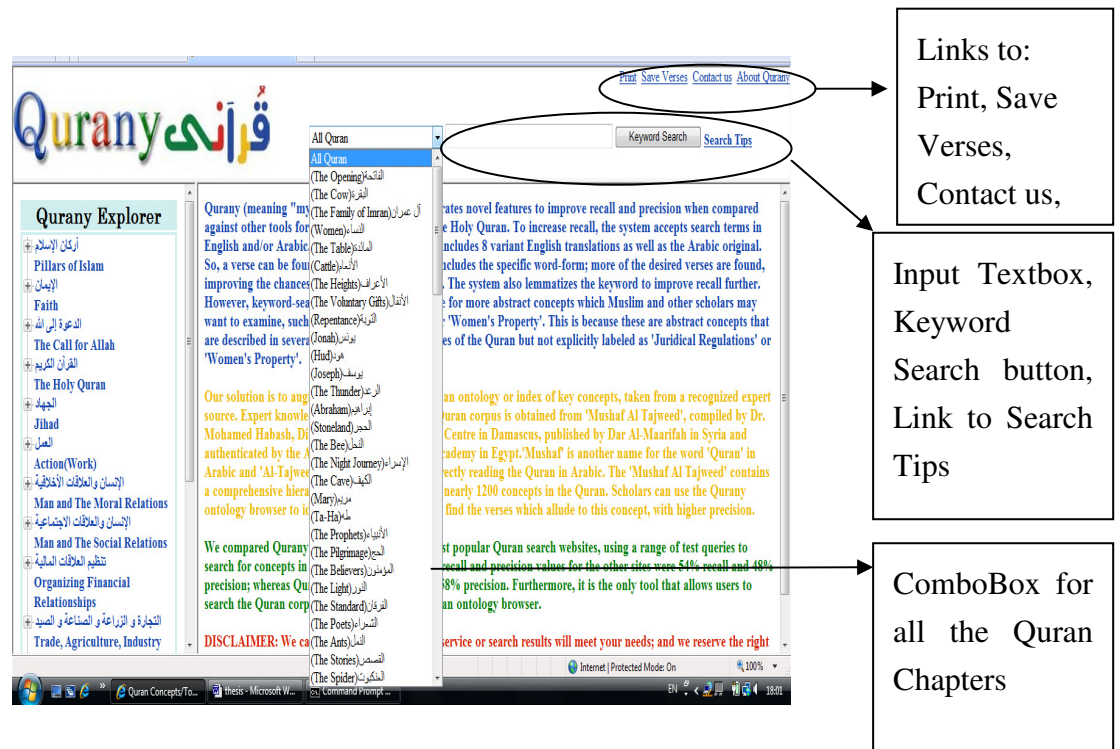 Print Save Verses Contact us About Qurany
Qurany قُرآنى
All Quran
Keyword Search Search Tips
All Quran
(The Opening)الفاتحة
(The Cow)البقرة
(The Family of Imran)آل عمران
(Women)النساء
(The Table)المائدة
(Cattle)الأنعام
(The Heights)الأعراف
(The Voluntary Gifts)الأنفال
(Repentance)التوبة
(Jonah)يونس
(Hud)هود
(Joseph)يوسف
(The Thunder)الرعد
(Abraham)إبراهيم
(Stoneland)الحجر
(The Bee)النحل
(The Night Journey)الإسراء
(The Cave)الكهف
(Mary)مريم
(Ta-Ha)طه
(The Prophets)الأنبياء
(The Pilgrimage)الحج
(The Believers)المؤمنون
(The Light)النور
(The Standard)الفرقان
(The Poets)الشعراء
(The Ants)النمل
(The Stories)القصص
(The Spider)العنكبوت
Qurany Explorer
أركان الإسلام
Pillars of Islam
الإيمان
Faith
الدعوة إلى الله
The Call for Allah
القرآن الكريم
The Holy Quran
الجهاد
Jihad
العمل
Action(Work)
الإنسان والعلاقات الأخلاقية
Man and The Moral Relations
الإنسان والعلاقات الاجتماعية
Man and The Social Relations
تنظيم العلاقات المالية
Organizing Financial
Relationships
التجارة و الزراعة و الصناعة و الصيد
Trade, Agriculture, Industry
Qurany (meaning "my rates novel features to improve recall and precision when compared
against other tools for e Holy Quran. To increase recall, the system accepts search terms in
English and/or Arabic includes 8 variant English translations as well as the Arabic original.
So, a verse can be fou ncludes the specific word-form; more of the desired verses are found,
improving the chances . The system also lemmatizes the keyword to improve recall further.
However, keyword-sea e for more abstract concepts which Muslim and other scholars may
want to examine, such r 'Women's Property'. This is because these are abstract concepts that
are described in severa es of the Quran but not explicitly labeled as 'Juridical Regulations' or
'Women's Property'.
Our solution is to aug an ontology or index of key concepts, taken from a recognized expert
source. Expert knowle Quran corpus is obtained from 'Mushaf Al Tajweed', compiled by Dr.
Mohamed Habash, Di Centre in Damascus, published by Dar Al-Maarifah in Syria and
authenticated by the A cademy in Egypt.'Mushaf' is another name for the word 'Quran' in
Arabic and 'Al-Tajwee rectly reading the Quran in Arabic. The 'Mushaf Al Tajweed' contains
a comprehensive hiera nearly 1200 concepts in the Quran. Scholars can use the Qurany
ontology browser to id find the verses which allude to this concept, with higher precision.
We compared Qurany st popular Quran search websites, using a range of test queries to
search for concepts in recall and precision values for the other sites were 54% recall and 48%
precision; whereas Qu 58% precision. Furthermore, it is the only tool that allows users to
search the Quran corp an ontology browser.
DISCLAIMER: We ca service or search results will meet your needs; and we reserve the right
Internet | Protected Mode: On 100%
Quran Concepts/To... thesis - Microsoft W... Command Prompt ... EN 18:01
Links to:
Print, Save
Verses,
Contact us,
Input Textbox,
Keyword
Search button,
Link to Search
Tips
ComboBox for
all the Quran
Chapters